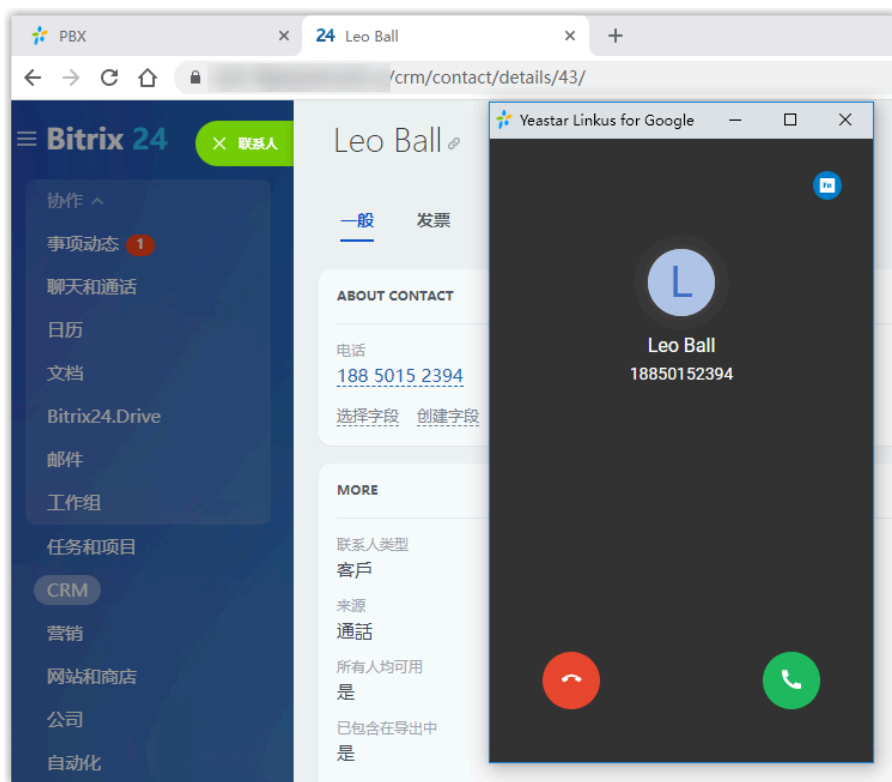 PBX
24 Leo Ball
/crm/contact/details/43/
Bitrix 24
联系人
协作
事项动态 1
聊天和通话
日历
文档
Bitrix24.Drive
邮件
工作组
任务和项目
CRM
营销
网站和商店
公司
自动化
Leo Ball
一般 发票
ABOUT CONTACT
电话
188 5015 2394
选择字段 创建字段
MORE
联系人类型
客戶
来源
通話
所有人均可用
是
已包含在导出中
是
Yeastar Linkus for Google
L
Leo Ball
18850152394